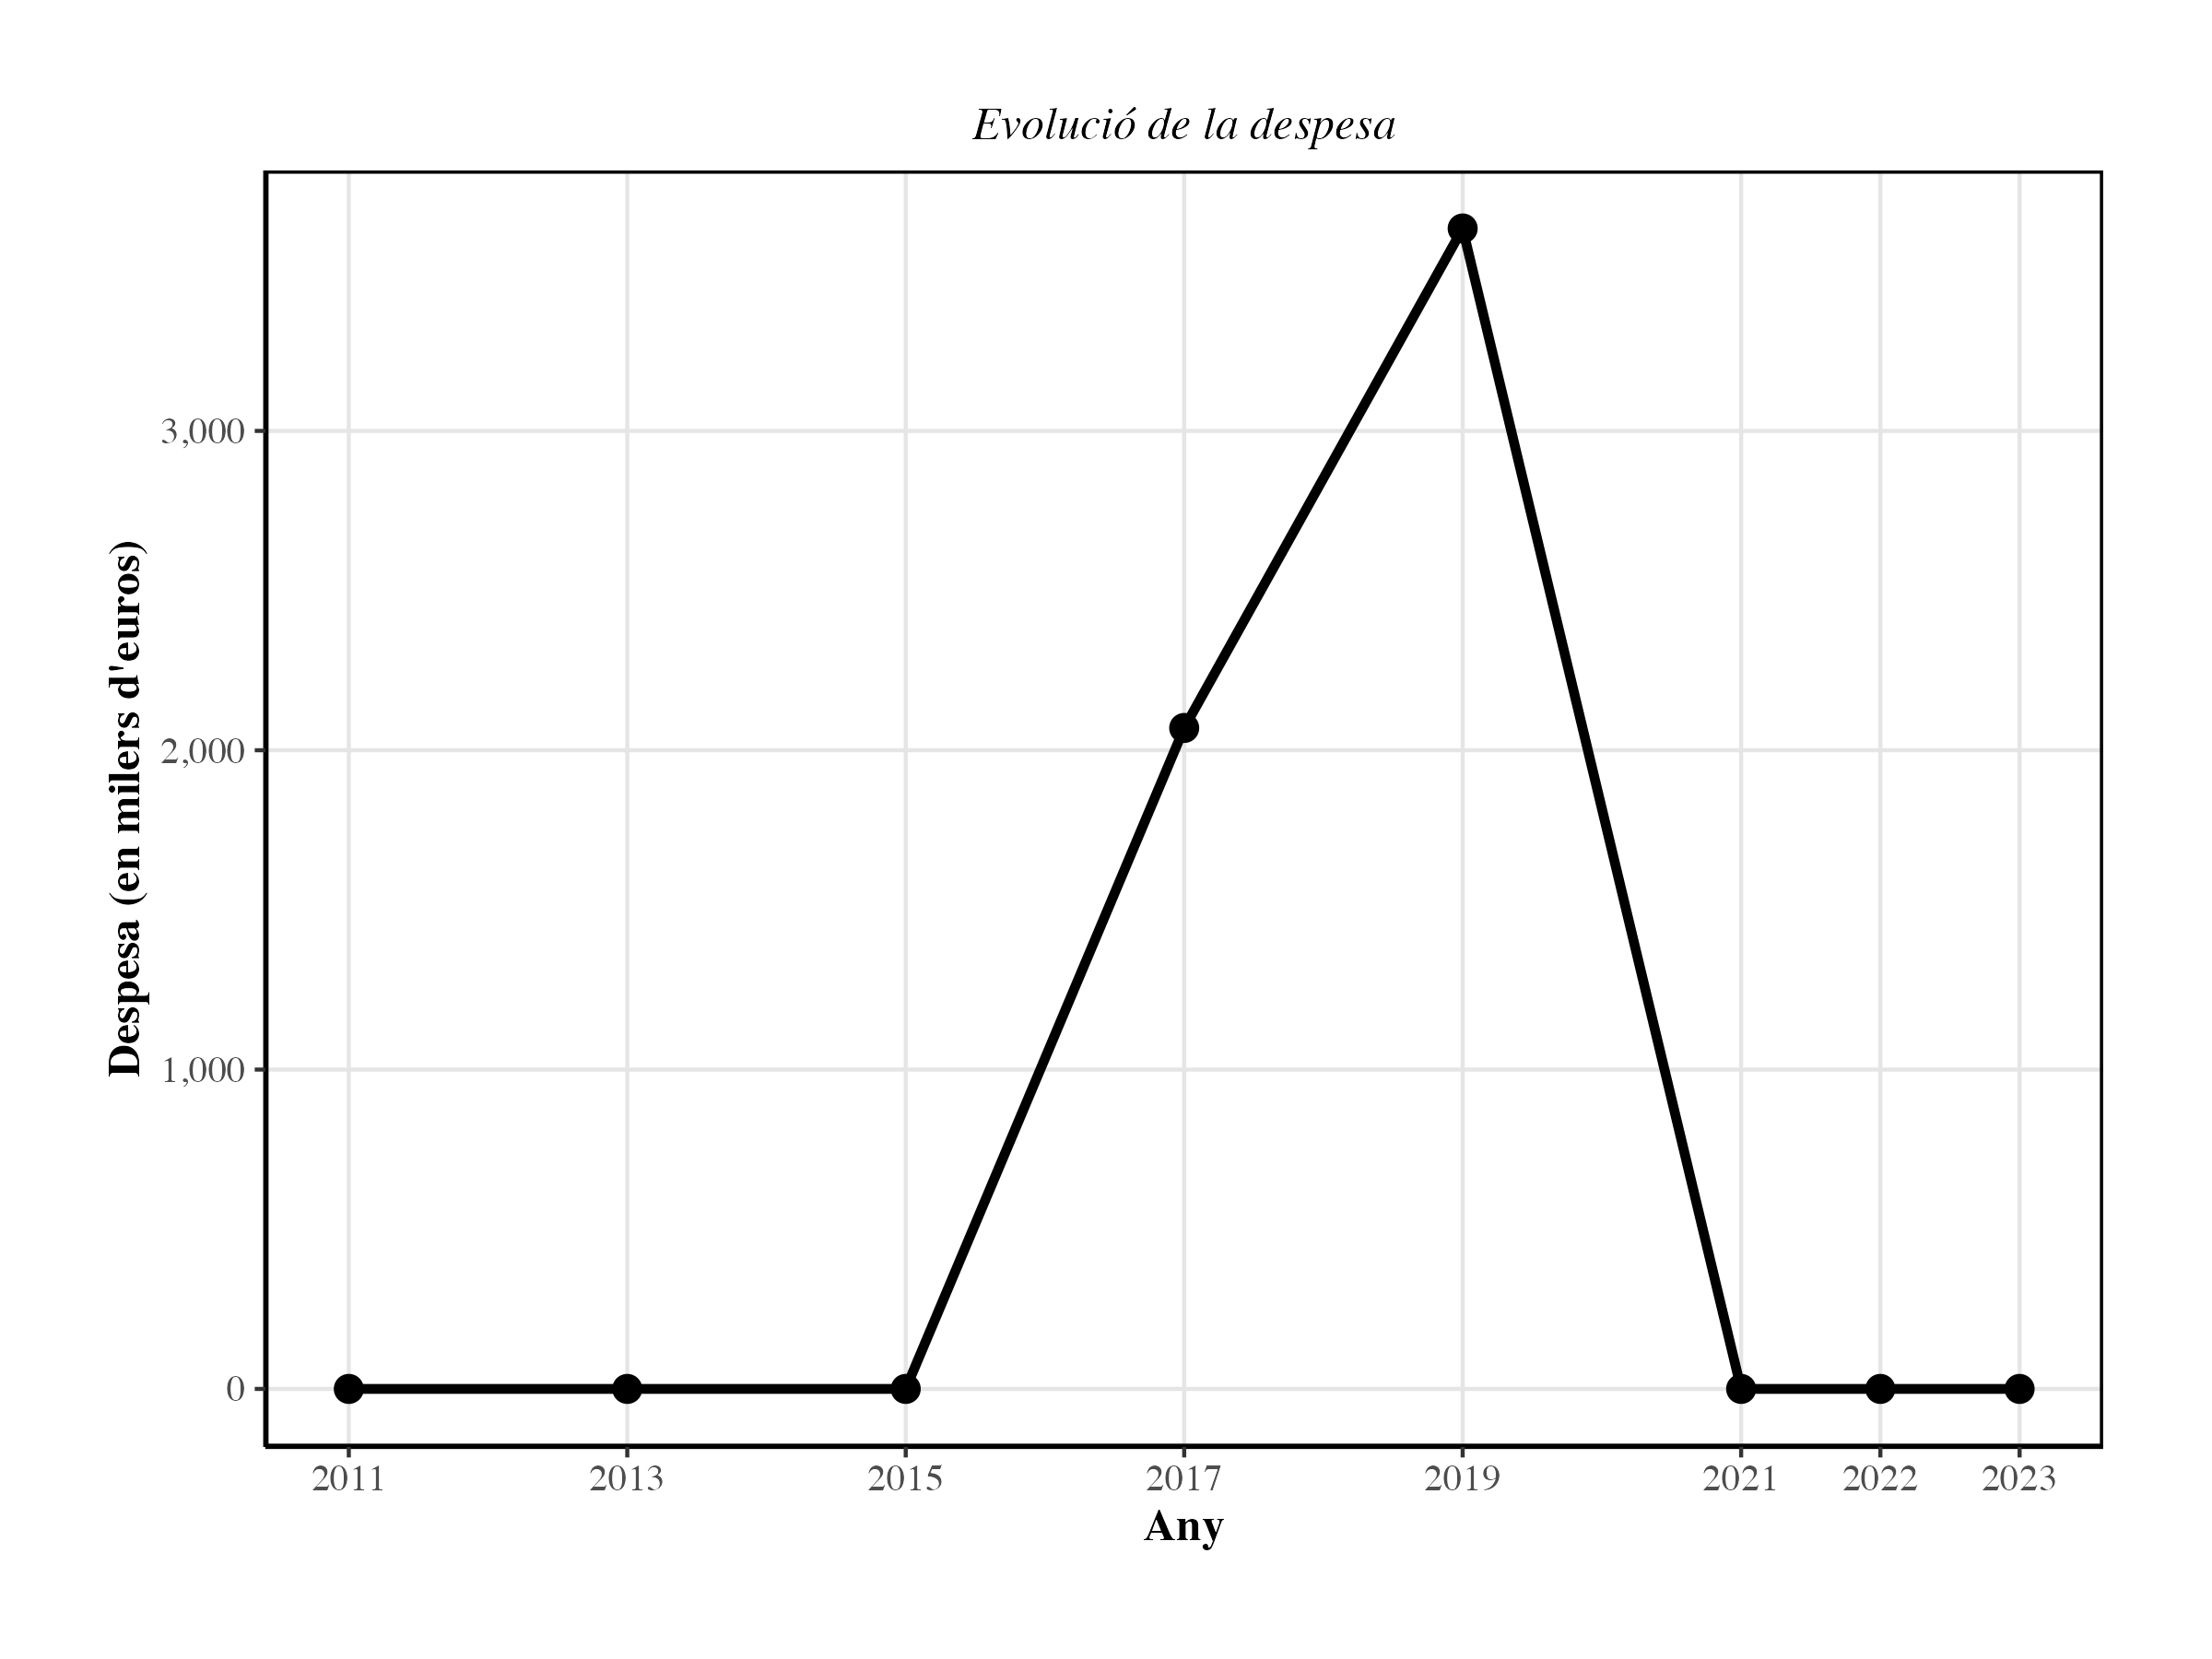 Evolució de la despesa
Despesa (en milers d'euros)
3,000
2,000
1,000
0
2011 2013 2015 2017 2019 2021 2022 2023
Any